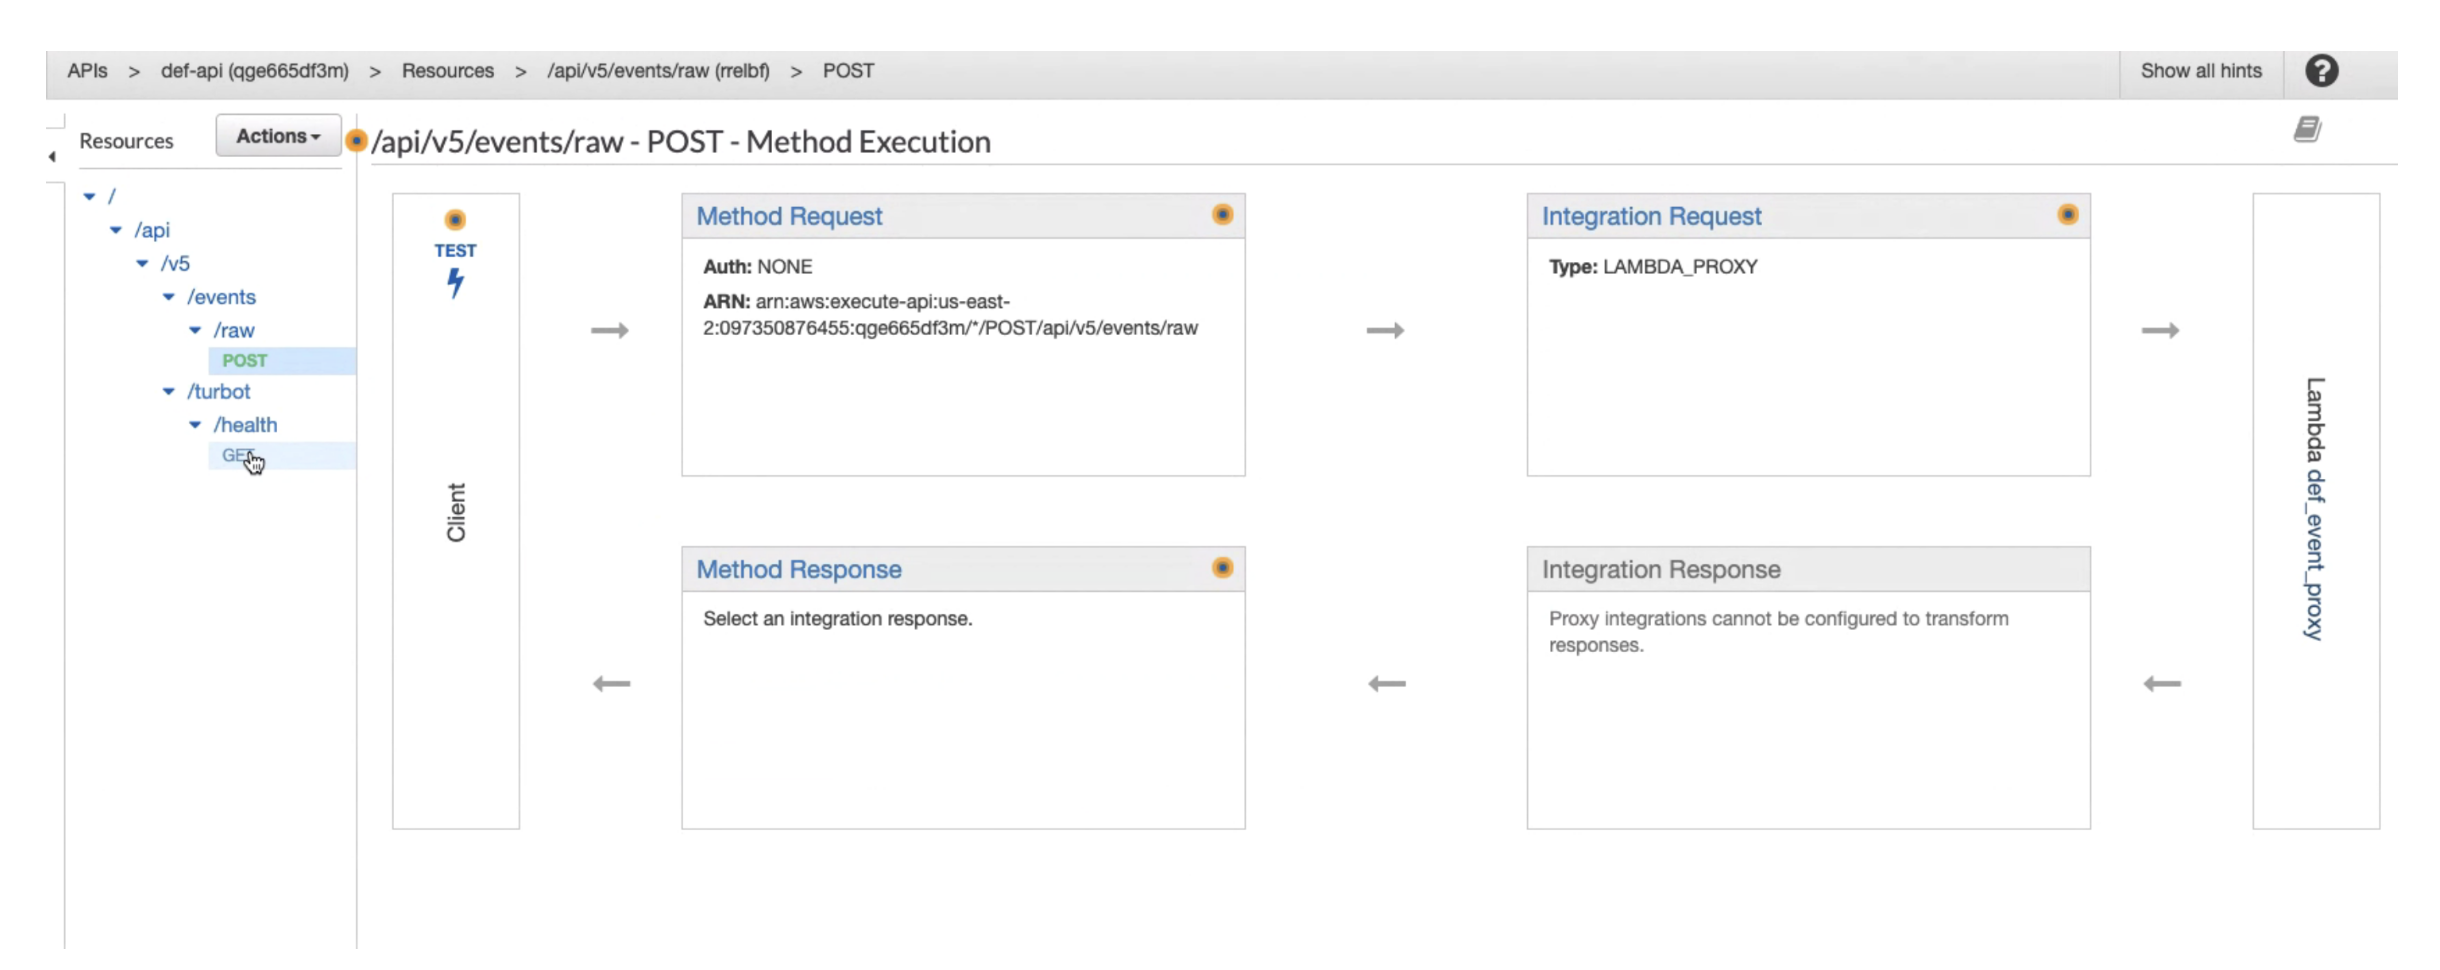 APIs > def-api (qge665df3m) > Resources > /api/v5/events/raw (rrelbf) > POST
Show all hints
?
Resources
Actions
/api/v5/events/raw - POST - Method Execution
/
/api
/v5
/events
/raw
POST
/turbot
/health
GET
TEST
Client
Method Request
Auth: NONE
ARN: arn:aws:execute-api:us-east-
2:097350876455:qge665df3m/*/POST/api/v5/events/raw
Integration Request
Type: LAMBDA_PROXY
Method Response
Select an integration response.
Integration Response
Proxy integrations cannot be configured to transform
responses.
Lambda def_event_proxy